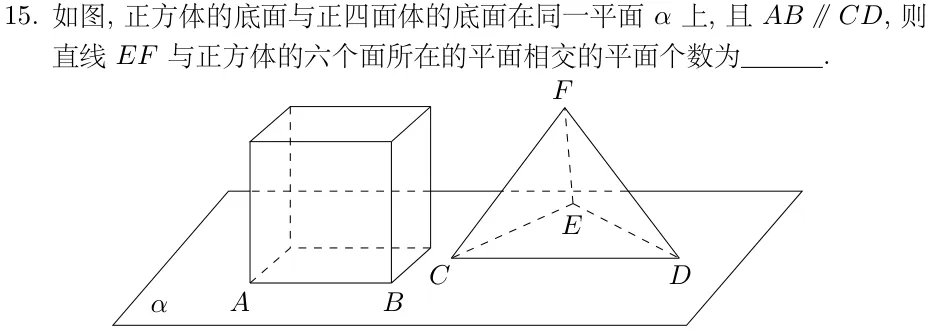 15. 如图, 正方体的底面与正四面体的底面在同一平面 α 上, 且 AB ∥ CD, 则
直线 EF 与正方体的六个面所在的平面相交的平面个数为______.
F
E
C
D
A
B
α